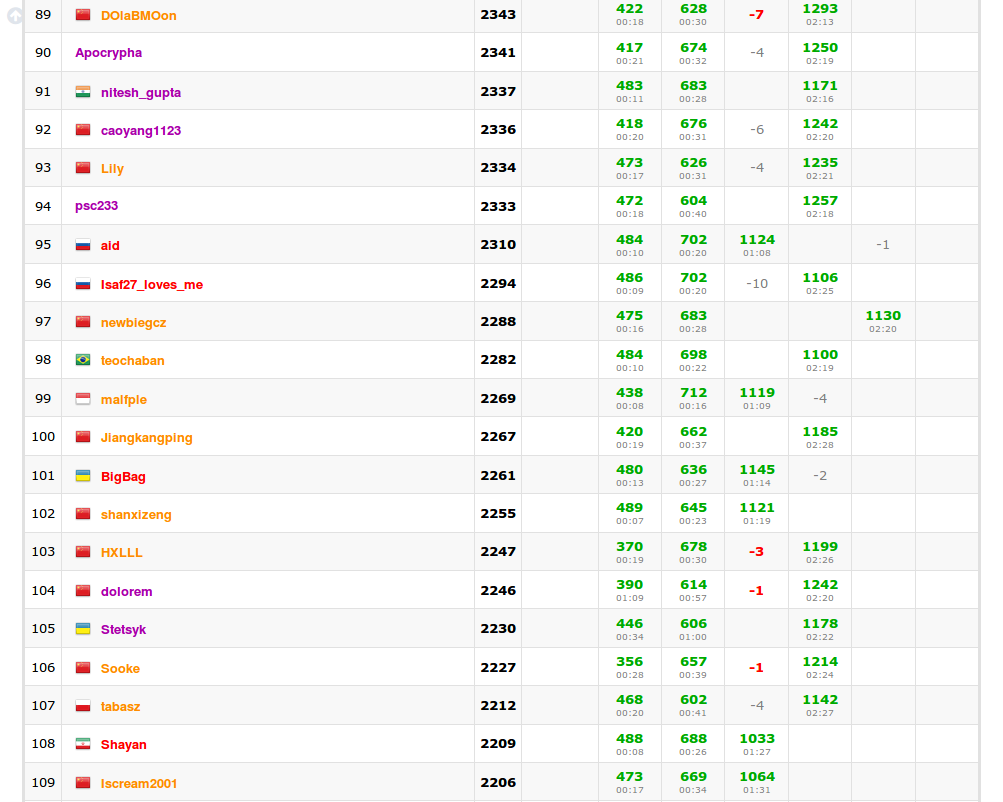 89 DOlaBMOon 2343 422 628 -7 1293
00:18 00:30 02:13
90 Apocrypha 2341 417 674 -4 1250
00:21 00:32 02:19
91 nitesh_gupta 2337 483 683 1171
00:11 00:28 02:16
92 caoyang1123 2336 418 676 -6 1242
00:20 00:31 02:20
93 Lily 2334 473 626 -4 1235
00:17 00:31 02:21
94 psc233 2333 472 604 1257
00:18 00:40 02:18
95 aid 2310 484 702 1124 -1
00:10 00:20 01:08
96 Isaf27_loves_me 2294 486 702 -10 1106
00:09 00:20 02:25
97 newbiegcz 2288 475 683 1130
00:16 00:28 02:20
98 teochaban 2282 484 698 1100
00:10 00:22 02:19
99 malfple 2269 438 712 1119 -4
00:08 00:16 01:09
100 Jiangkangping 2267 420 662 1185
00:19 00:37 02:28
101 BigBag 2261 480 636 1145 -2
00:13 00:27 01:14
102 shanxizeng 2255 489 645 1121
00:07 00:23 01:19
103 HXLLL 2247 370 678 -3 1199
00:19 00:30 02:26
104 dolorem 2246 390 614 -1 1242
01:09 00:57 02:20
105 Stetsyk 2230 446 606 1178
00:34 01:00 02:22
106 Sooke 2227 356 657 -1 1214
00:28 00:39 02:24
107 tabasz 2212 468 602 -4 1142
00:20 00:41 02:27
108 Shayan 2209 488 688 1033
00:08 00:26 01:27
109 Iscream2001 2206 473 669 1064
00:17 00:34 01:31